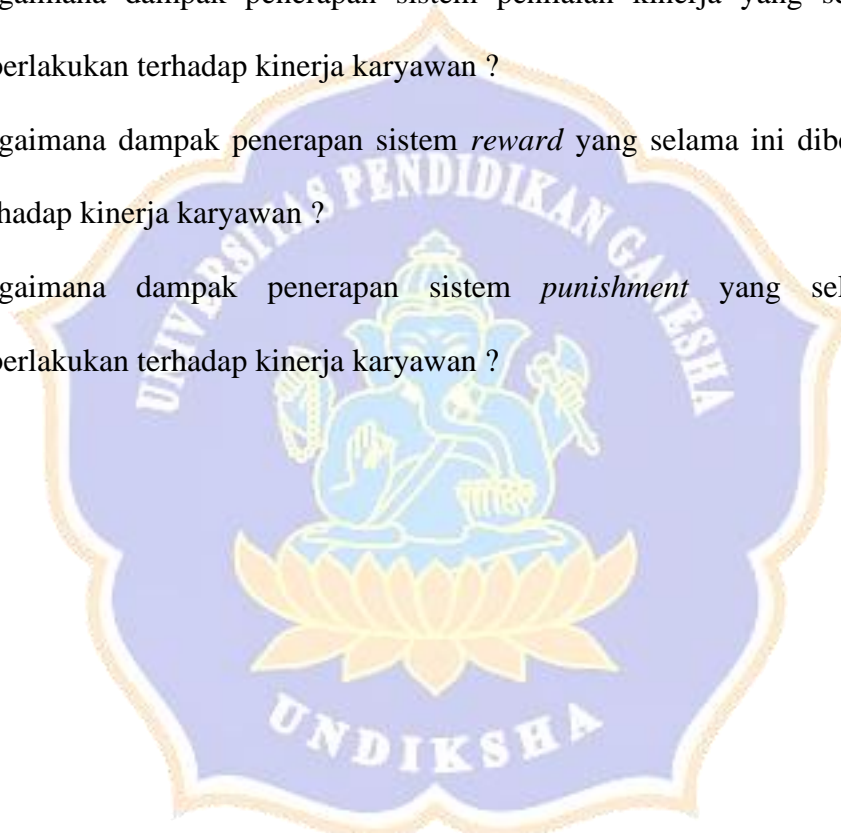 gaimana dampak penerapan sistem penilaian kinerja yang se
perlakukan terhadap kinerja karyawan ?
gaimana dampak penerapan sistem reward yang selama ini dibe
hadap kinerja karyawan ?
gaimana dampak penerapan sistem punishment yang sel
perlakukan terhadap kinerja karyawan ?
UNIVERSITAS PENDIDIKAN GANESHA
UNDIKSHA